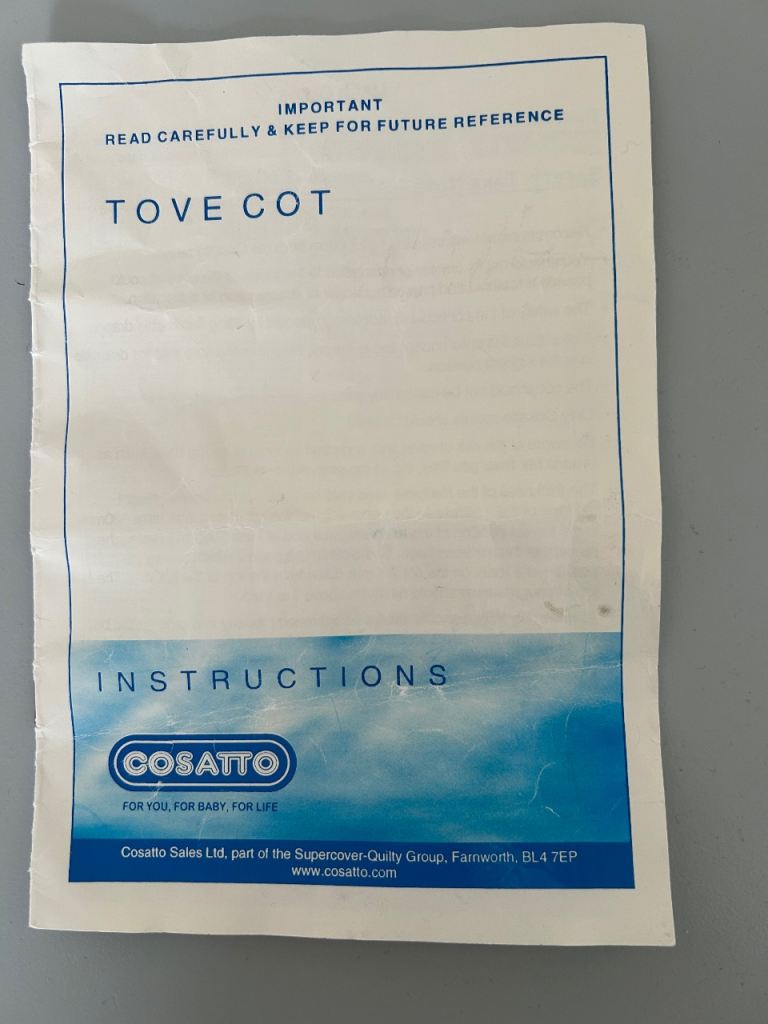 IMPORTANT
READ CAREFULLY & KEEP FOR FUTURE REFERENCE
TOVE COT
INSTRUCTIONS
COSATTO
FOR YOU, FOR BABY, FOR LIFE
Cosatto Sales Ltd, part of the Supercover-Quilty Group, Farnworth, BL4 7EP
www.cosatto.com